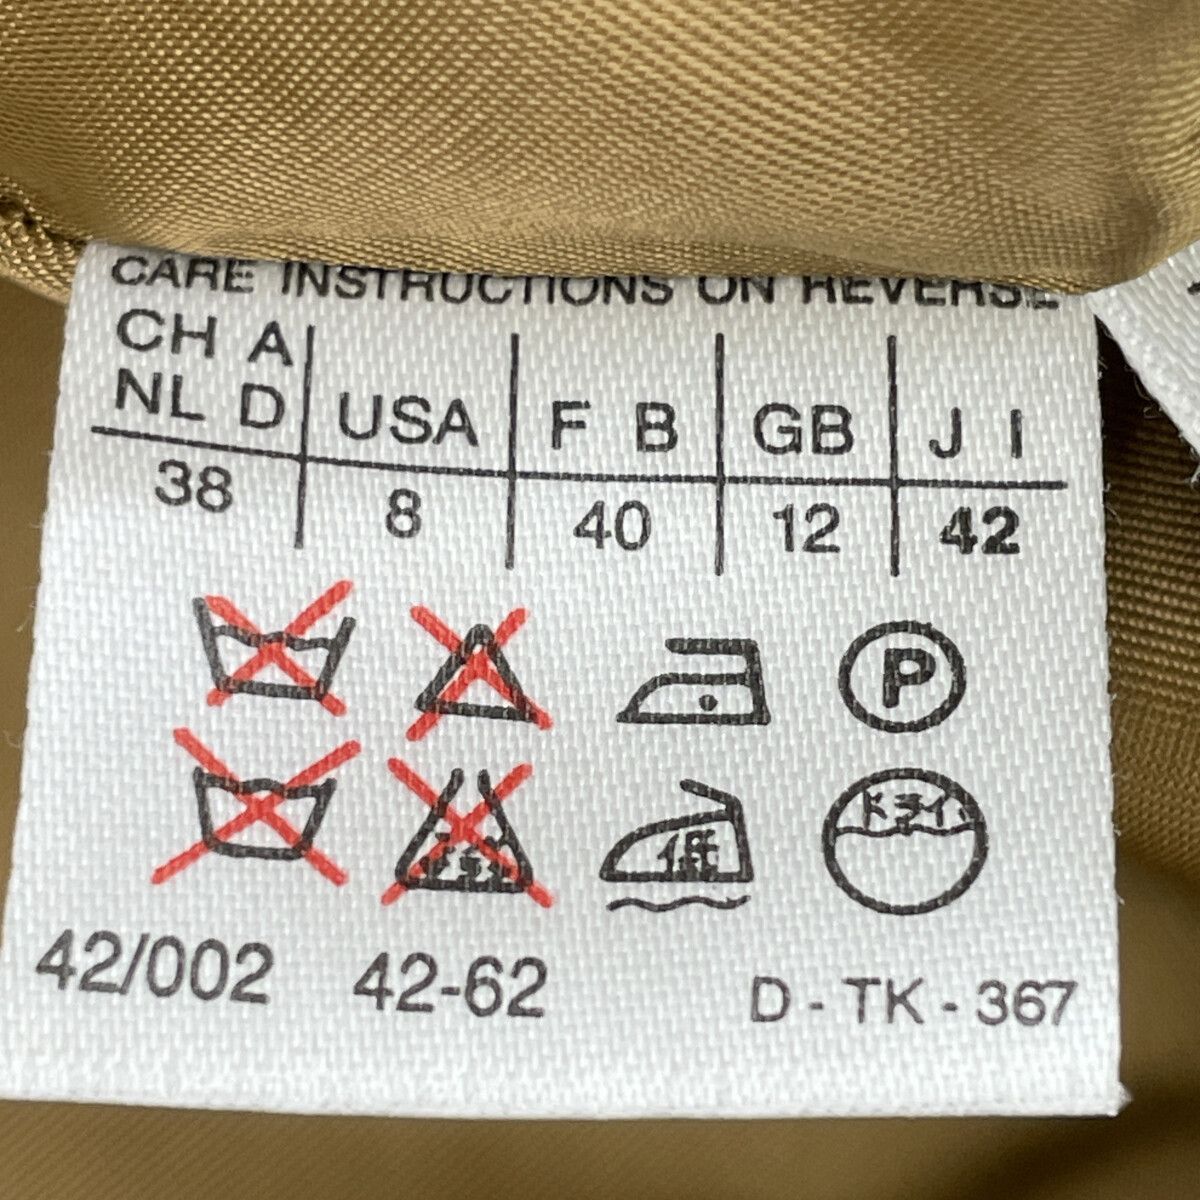 CARE INSTRUCTIONS ON REVERSE
CH A
NL D USA F B GB J I
38 8 40 12 42
P
ドライ
低
42/002 42-62 D - TK - 367